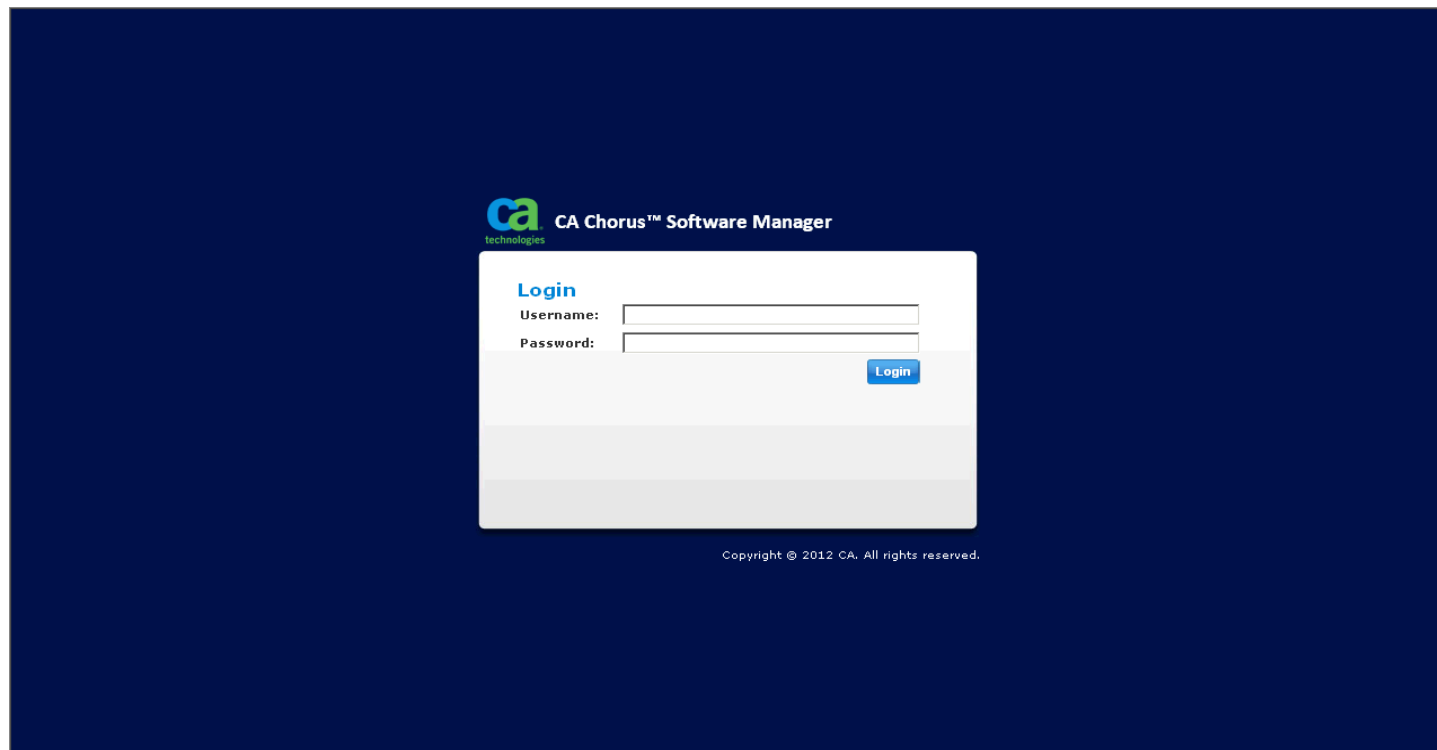 ca
technologies
CA Chorus™ Software Manager
Login
Username:
Password:
Login
Copyright © 2012 CA. All rights reserved.